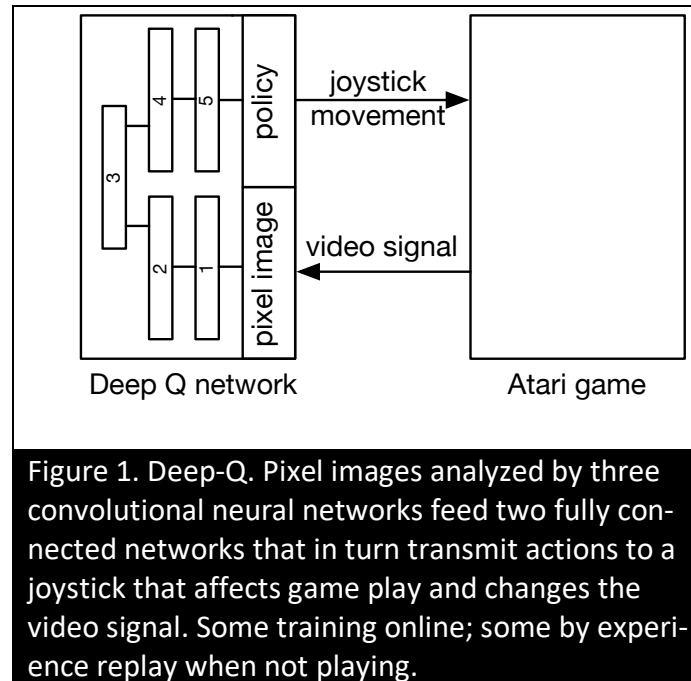 4
5
policy
joystick
movement
3
2
1
pixel image
video signal
Deep Q network
Atari game
Figure 1. Deep-Q. Pixel images analyzed by three
convolutional neural networks feed two fully con-
nected networks that in turn transmit actions to a
joystick that affects game play and changes the
video signal. Some training online; some by experi-
ence replay when not playing.